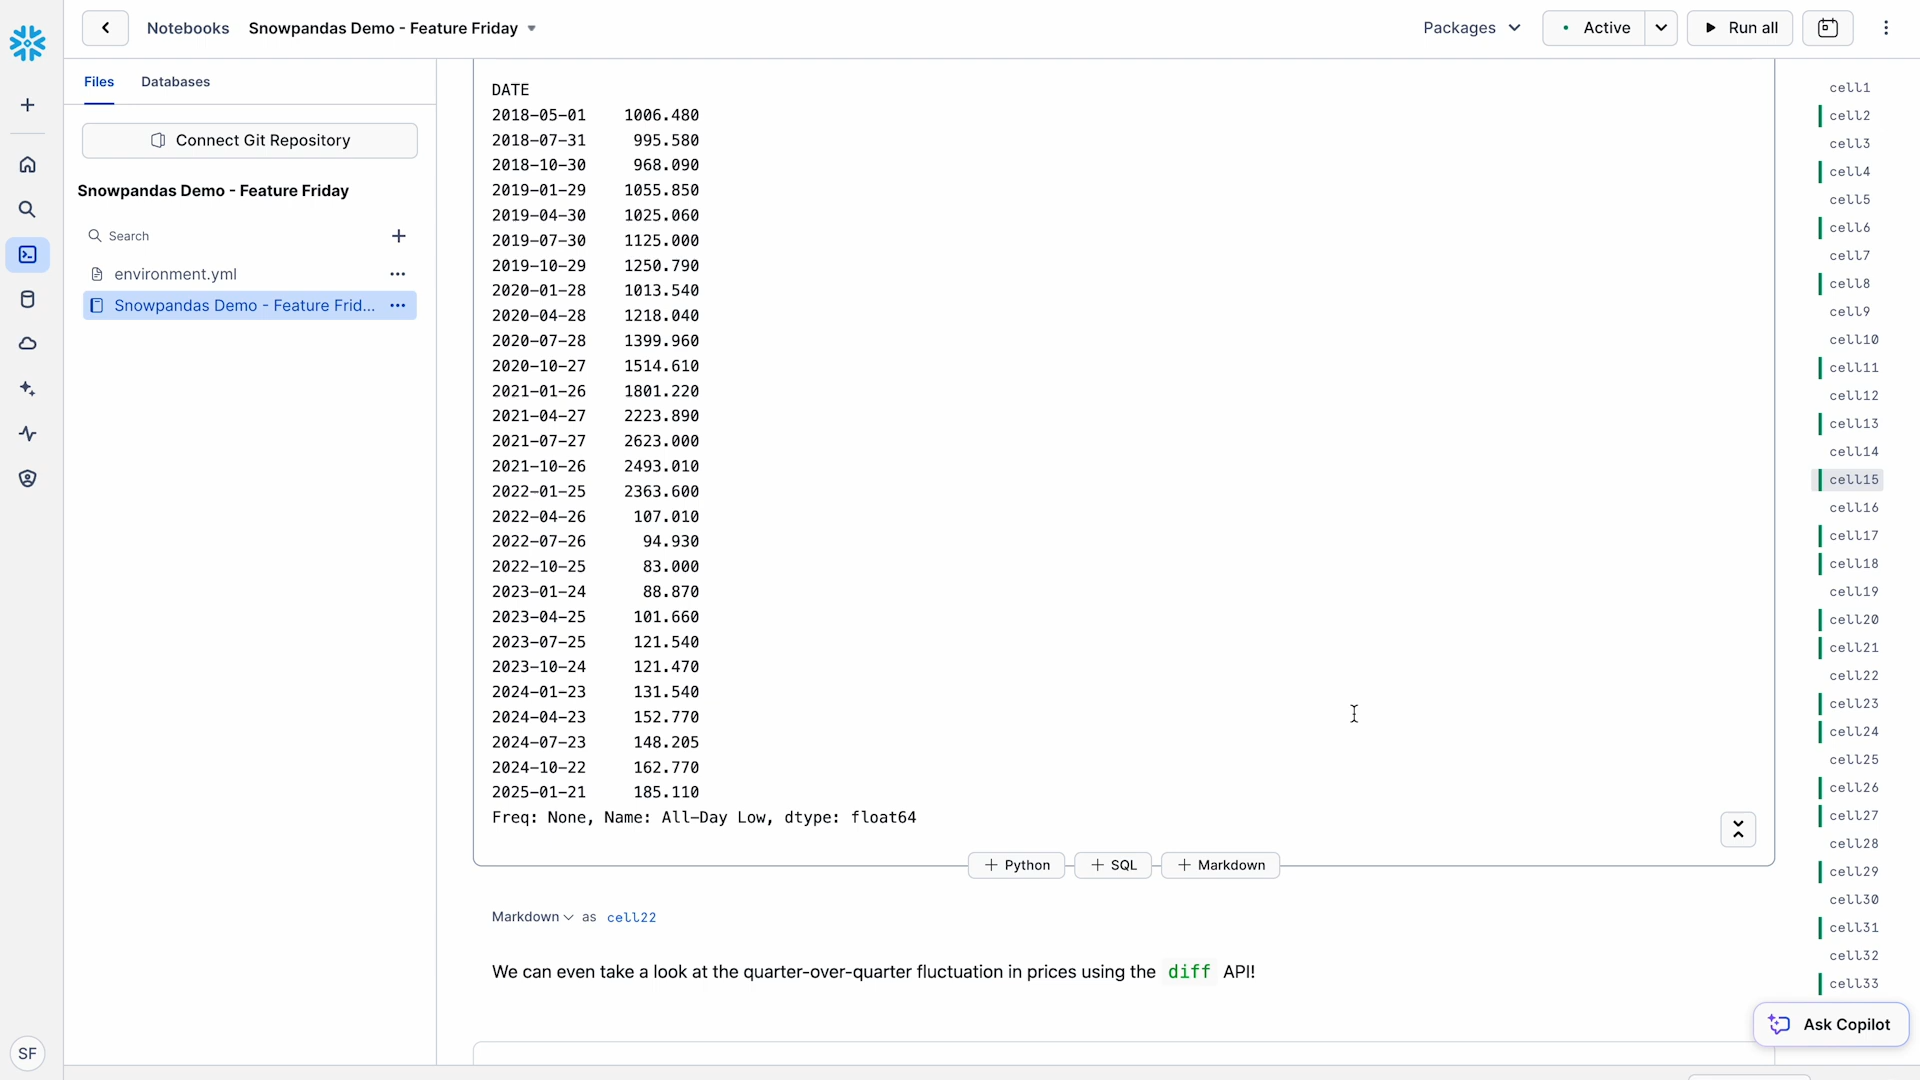 Notebooks
Snowpandas Demo - Feature Friday
Packages
Active
Run all
Files
Databases
Connect Git Repository
Snowpandas Demo - Feature Friday
Search
environment.yml
Snowpandas Demo - Feature Frid...
DATE
2018-05-01 1006.480
2018-07-31 995.580
2018-10-30 968.090
2019-01-29 1055.850
2019-04-30 1025.060
2019-07-30 1125.000
2019-10-29 1250.790
2020-01-28 1013.540
2020-04-28 1218.040
2020-07-28 1399.960
2020-10-27 1514.610
2021-01-26 1801.220
2021-04-27 2223.890
2021-07-27 2623.000
2021-10-26 2493.010
2022-01-25 2363.600
2022-04-26 107.010
2022-07-26 94.930
2022-10-25 83.000
2023-01-24 88.870
2023-04-25 101.660
2023-07-25 121.540
2023-10-24 121.470
2024-01-23 131.540
2024-04-23 152.770
2024-07-23 148.205
2024-10-22 162.770
2025-01-21 185.110
Freq: None, Name: All-Day Low, dtype: float64
+ Python
+ SQL
+ Markdown
Markdown as cell22
We can even take a look at the quarter-over-quarter fluctuation in prices using the diff API!
cell1
cell2
cell3
cell4
cell5
cell6
cell7
cell8
cell9
cell10
cell11
cell12
cell13
cell14
cell15
cell16
cell17
cell18
cell19
cell20
cell21
cell22
cell23
cell24
cell25
cell26
cell27
cell28
cell29
cell30
cell31
cell32
cell33
Ask Copilot
SF